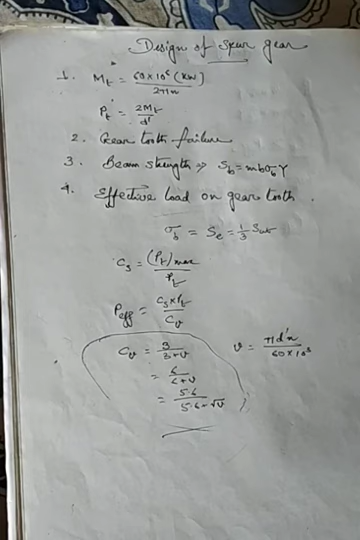 Design of spur gear
1. Mt = 60×10⁶ (KW) / 2πn
Pt = 2Mt / d'
2. Gear tooth failure
3. Beam strength ⇒ Sb = mbσbY
4. Effective load on gear tooth.
σb = Se = 1/3 Sut
Cs = (Pt)max / Pt
Peff = Cs×Pt / Cv
Cv = 3 / 3+v    v = πd'n / 60×10³
= 6 / 6+v
= 5.6 / 5.6+√v